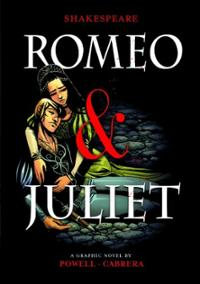 SHAKESPEARE
ROMEO
&
JULIET
A GRAPHIC NOVEL BY
POWELL - CABRERA